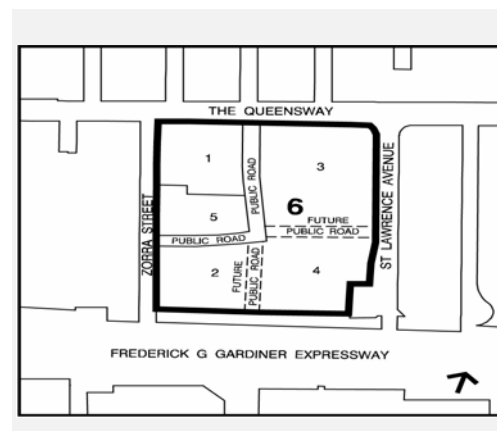 THE QUEENSWAY
1
3
PUBLIC ROAD
ST LAWRENCE AVENUE
ZORRA STREET
5
6
FUTURE
PUBLIC ROAD
PUBLIC ROAD
2
FUTURE
PUBLIC ROAD
4
FREDERICK G GARDINER EXPRESSWAY